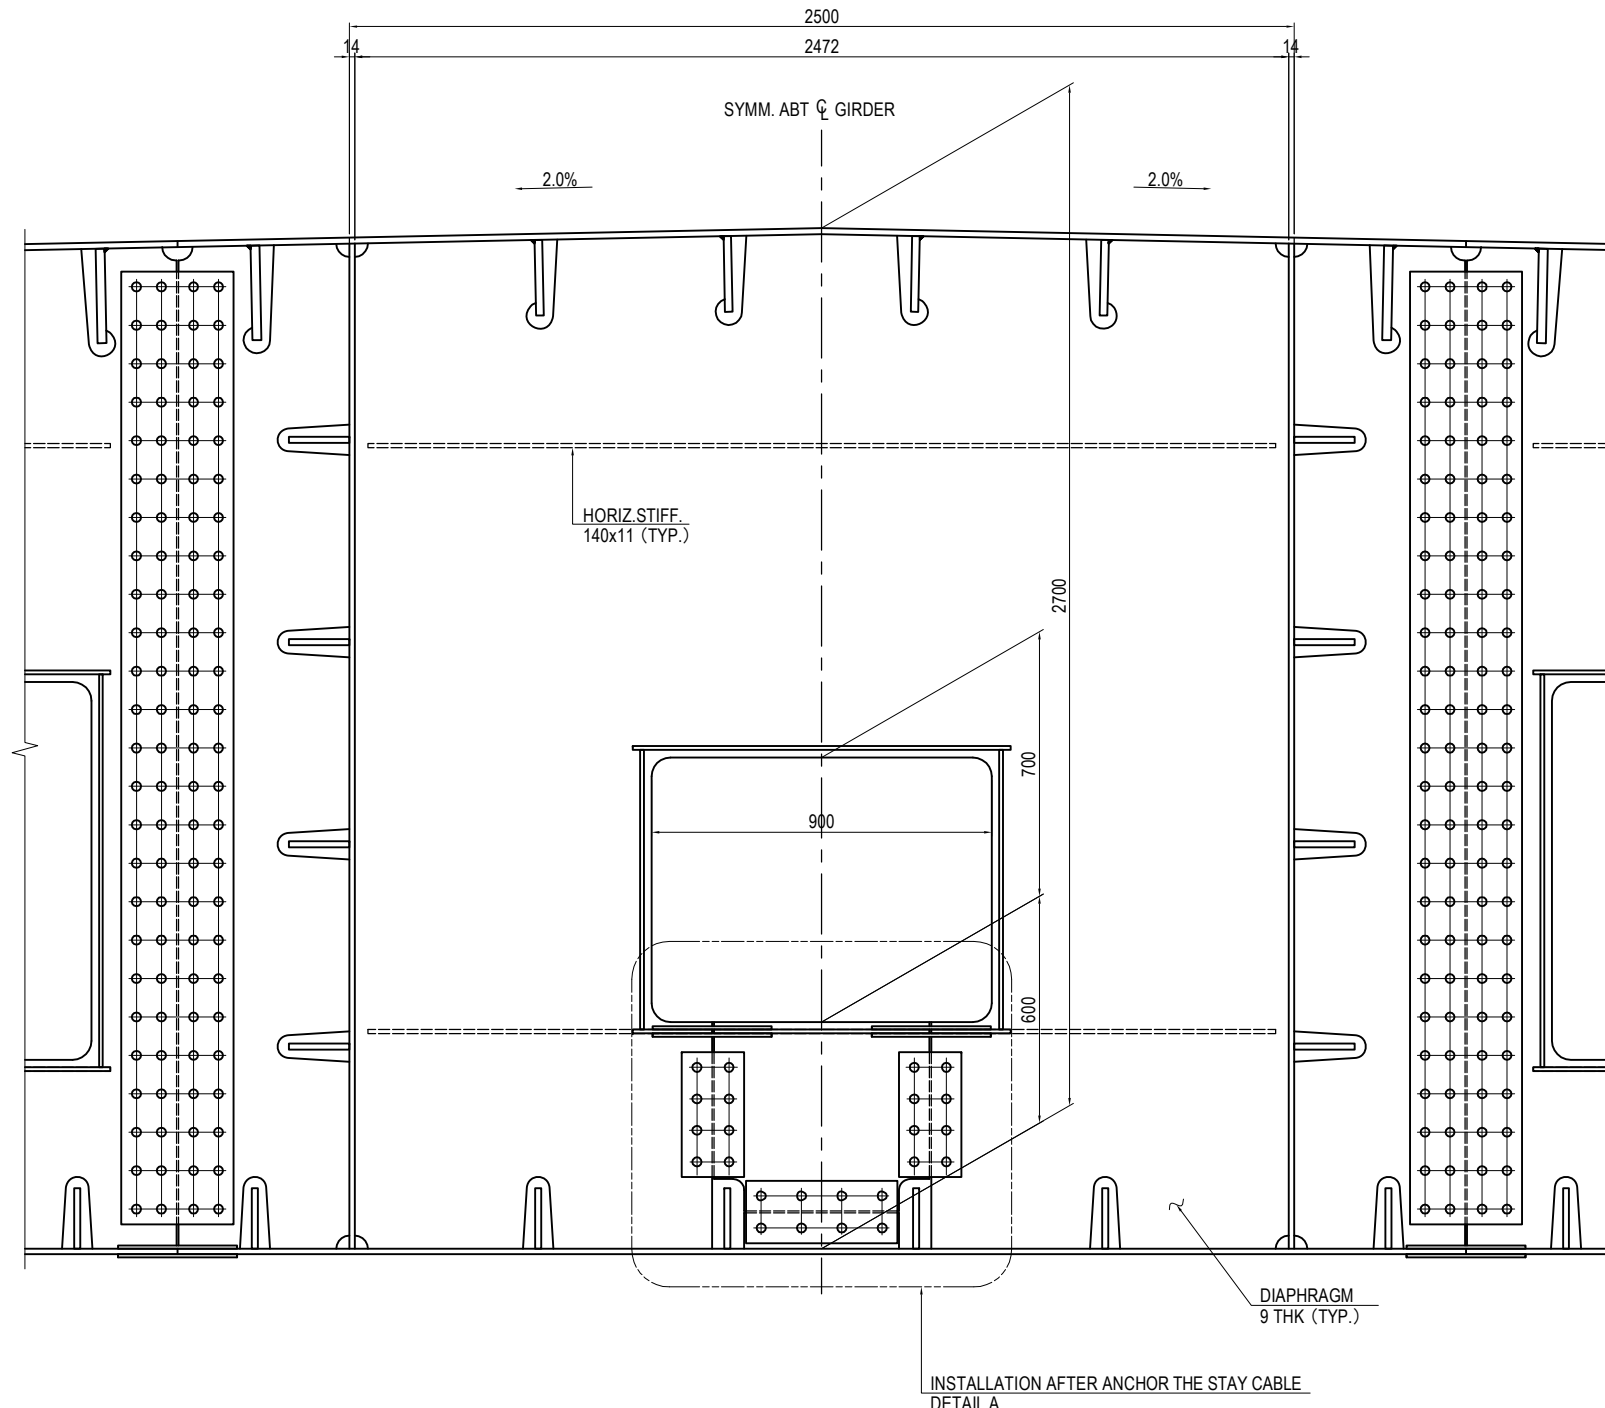 2500
14 2472 14
SYMM. ABT ℄ GIRDER
2.0% 2.0%
HORIZ.STIFF.
140x11 (TYP.)
2700
700
900
600
DIAPHRAGM
9 THK (TYP.)
INSTALLATION AFTER ANCHOR THE STAY CABLE
DETAIL A